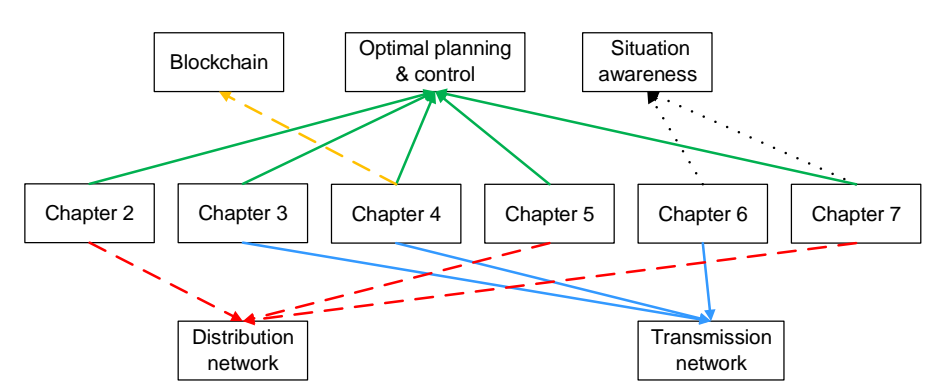 Blockchain
Optimal planning
& control
Situation
awareness
Chapter 2
Chapter 3
Chapter 4
Chapter 5
Chapter 6
Chapter 7
Distribution
network
Transmission
network